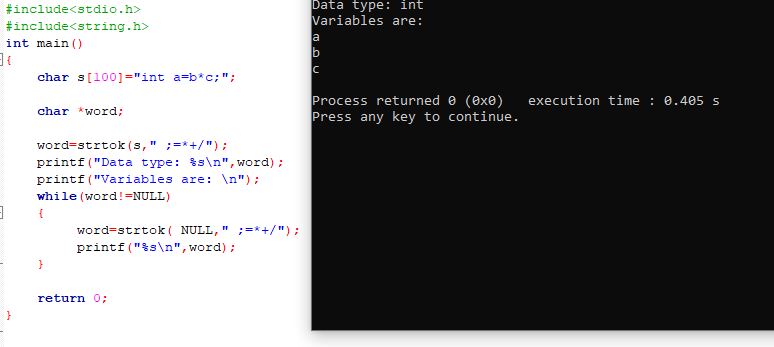 #include<stdio.h>
#include<string.h>
int main()
{
char s[100]="int a=b*c;";
char *word;
word=strtok(s," ;=*+/");
printf("Data type: %s\n",word);
printf("Variables are: \n");
while(word!=NULL)
{
word=strtok( NULL," ;=*+/");
printf("%s\n",word);
}
return 0;
}
Data type: int
Variables are:
a
b
c
Process returned 0 (0x0)   execution time : 0.405 s
Press any key to continue.